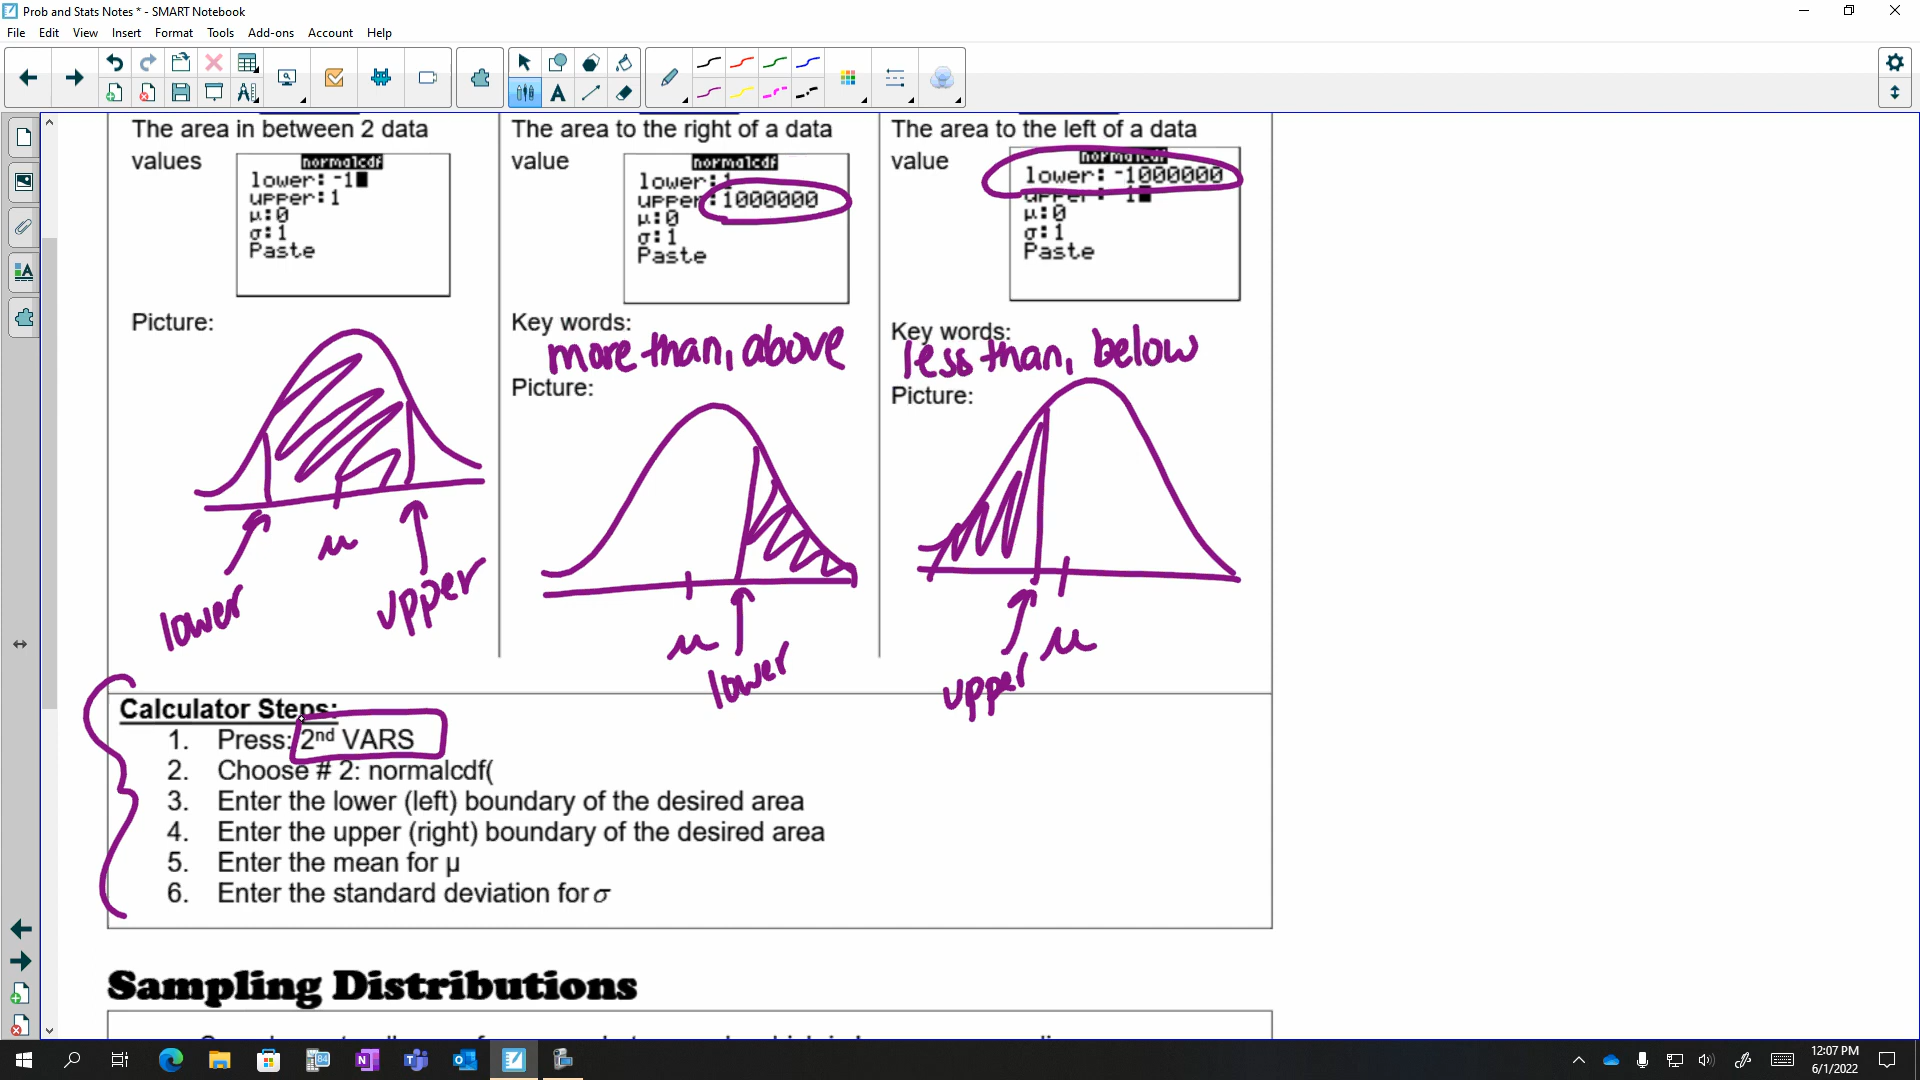 Prob and Stats Notes * - SMART Notebook
File Edit View Insert Format Tools Add-ons Account Help
The area in between 2 data
values
normalcdf
lower: -1
upper: 1
μ: 0
σ: 1
Paste
Picture:
lower
μ
upper
The area to the right of a data
value
normalcdf
lower: 1
upper: 1000000
μ: 0
σ: 1
Paste
Key words:
more than, above
Picture:
μ
lower
The area to the left of a data
value
normalcdf
lower: -1000000
upper: -1
μ: 0
σ: 1
Paste
Key words:
less than, below
Picture:
upper
μ
Calculator Steps:
1. Press: 2nd VARS
2. Choose # 2: normalcdf(
3. Enter the lower (left) boundary of the desired area
4. Enter the upper (right) boundary of the desired area
5. Enter the mean for μ
6. Enter the standard deviation for σ
Sampling Distributions
12:07 PM
6/1/2022